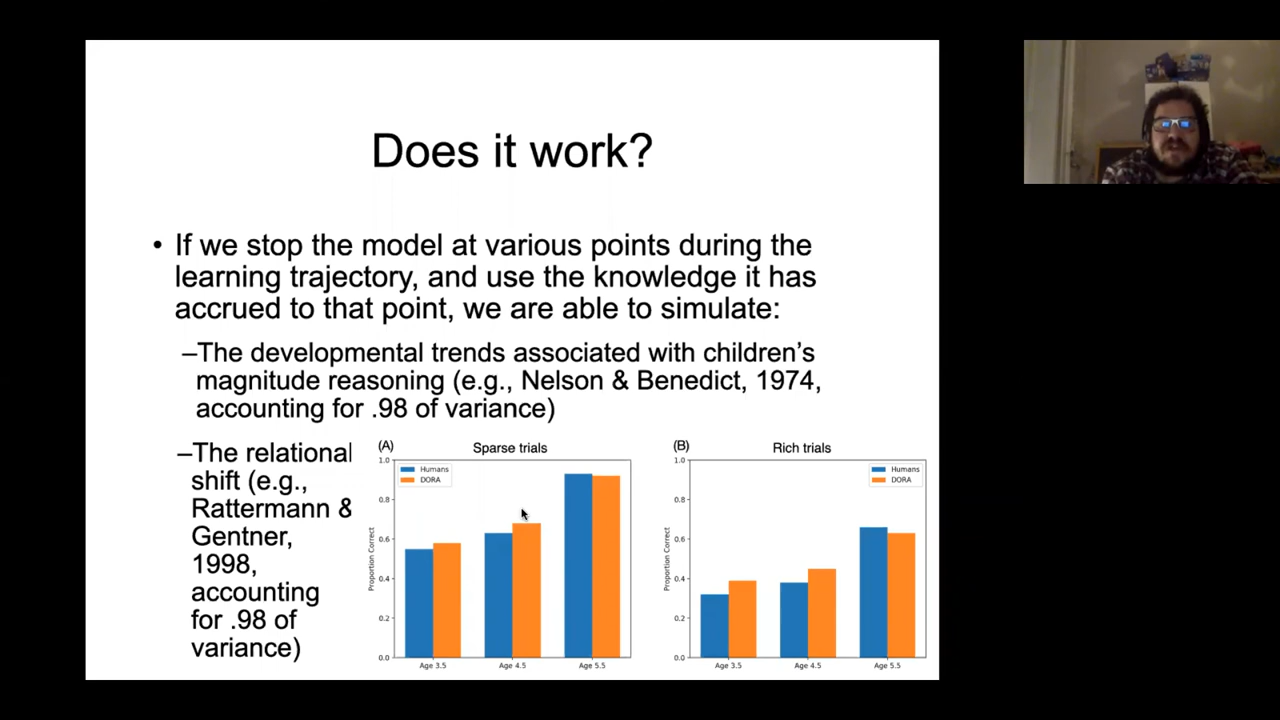 Does it work?
• If we stop the model at various points during the
learning trajectory, and use the knowledge it has
accrued to that point, we are able to simulate:
–The developmental trends associated with children's
magnitude reasoning (e.g., Nelson & Benedict, 1974,
accounting for .98 of variance)
–The relational
shift (e.g.,
Rattermann &
Gentner,
1998,
accounting
for .98 of
variance)
(A)
Sparse trials
Humans
DORA
Proportion Correct
1.0
0.8
0.6
0.4
0.2
0.0
Age 3.5
Age 4.5
Age 5.5
(B)
Rich trials
Humans
DORA
Proportion Correct
1.0
0.8
0.6
0.4
0.2
0.0
Age 3.5
Age 4.5
Age 5.5